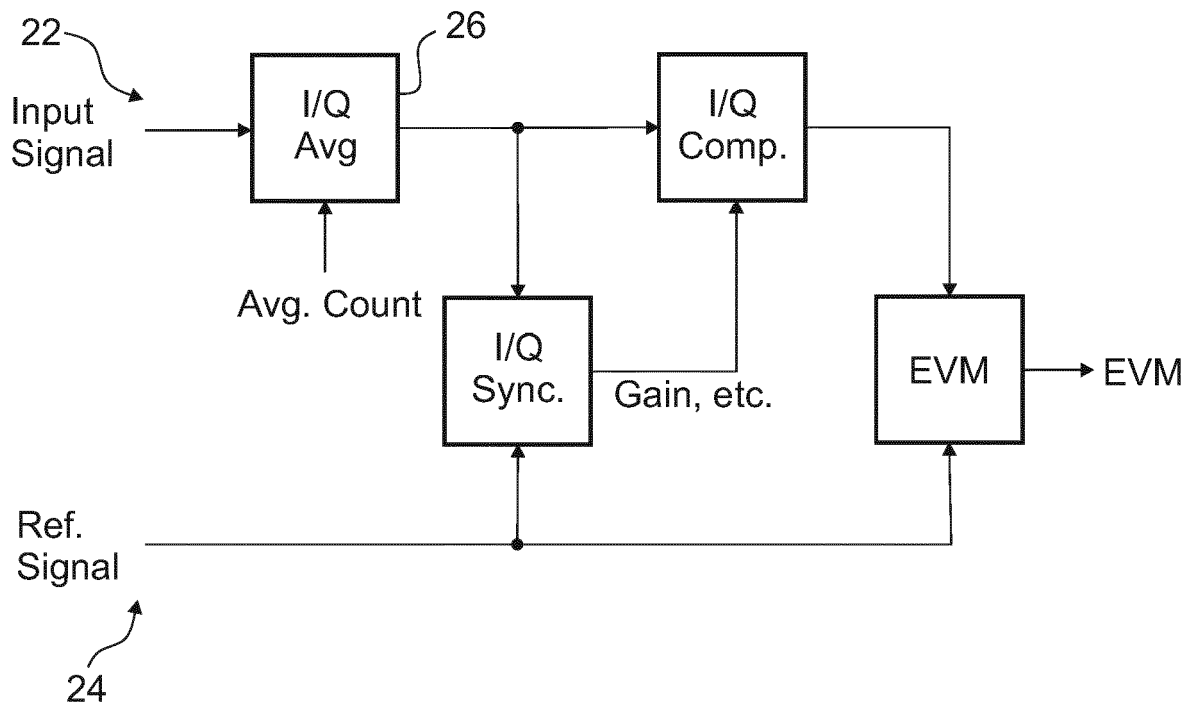 22
26
Input
Signal
I/Q
Avg
I/Q
Comp.
Avg. Count
I/Q
Sync.
Gain, etc.
EVM
EVM
Ref.
Signal
24